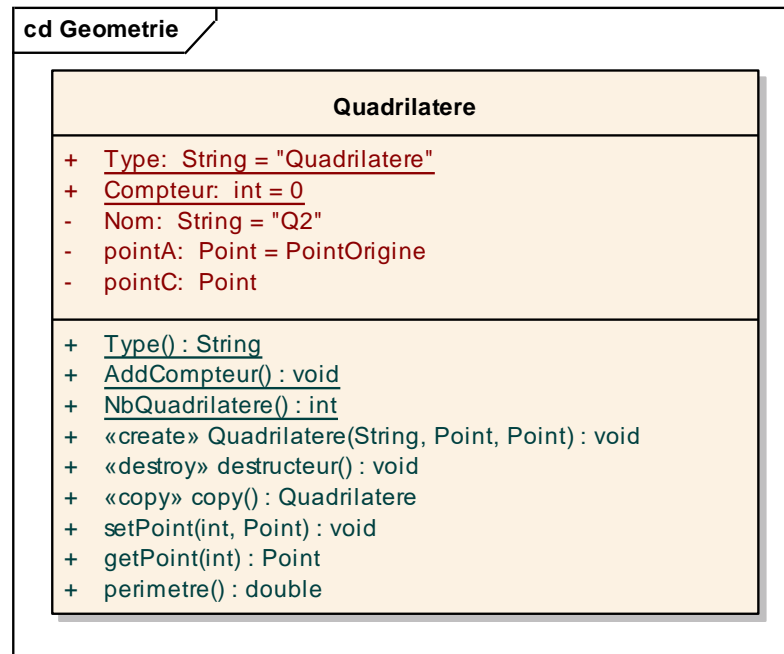 cd Geometrie
Quadrilatere
+ Type: String = "Quadrilatere"
+ Compteur: int = 0
- Nom: String = "Q2"
- pointA: Point = PointOrigine
- pointC: Point
+ Type() : String
+ AddCompteur() : void
+ NbQuadrilatere() : int
+ «create» Quadrilatere(String, Point, Point) : void
+ «destroy» destructeur() : void
+ «copy» copy() : Quadrilatere
+ setPoint(int, Point) : void
+ getPoint(int) : Point
+ perimetre() : double